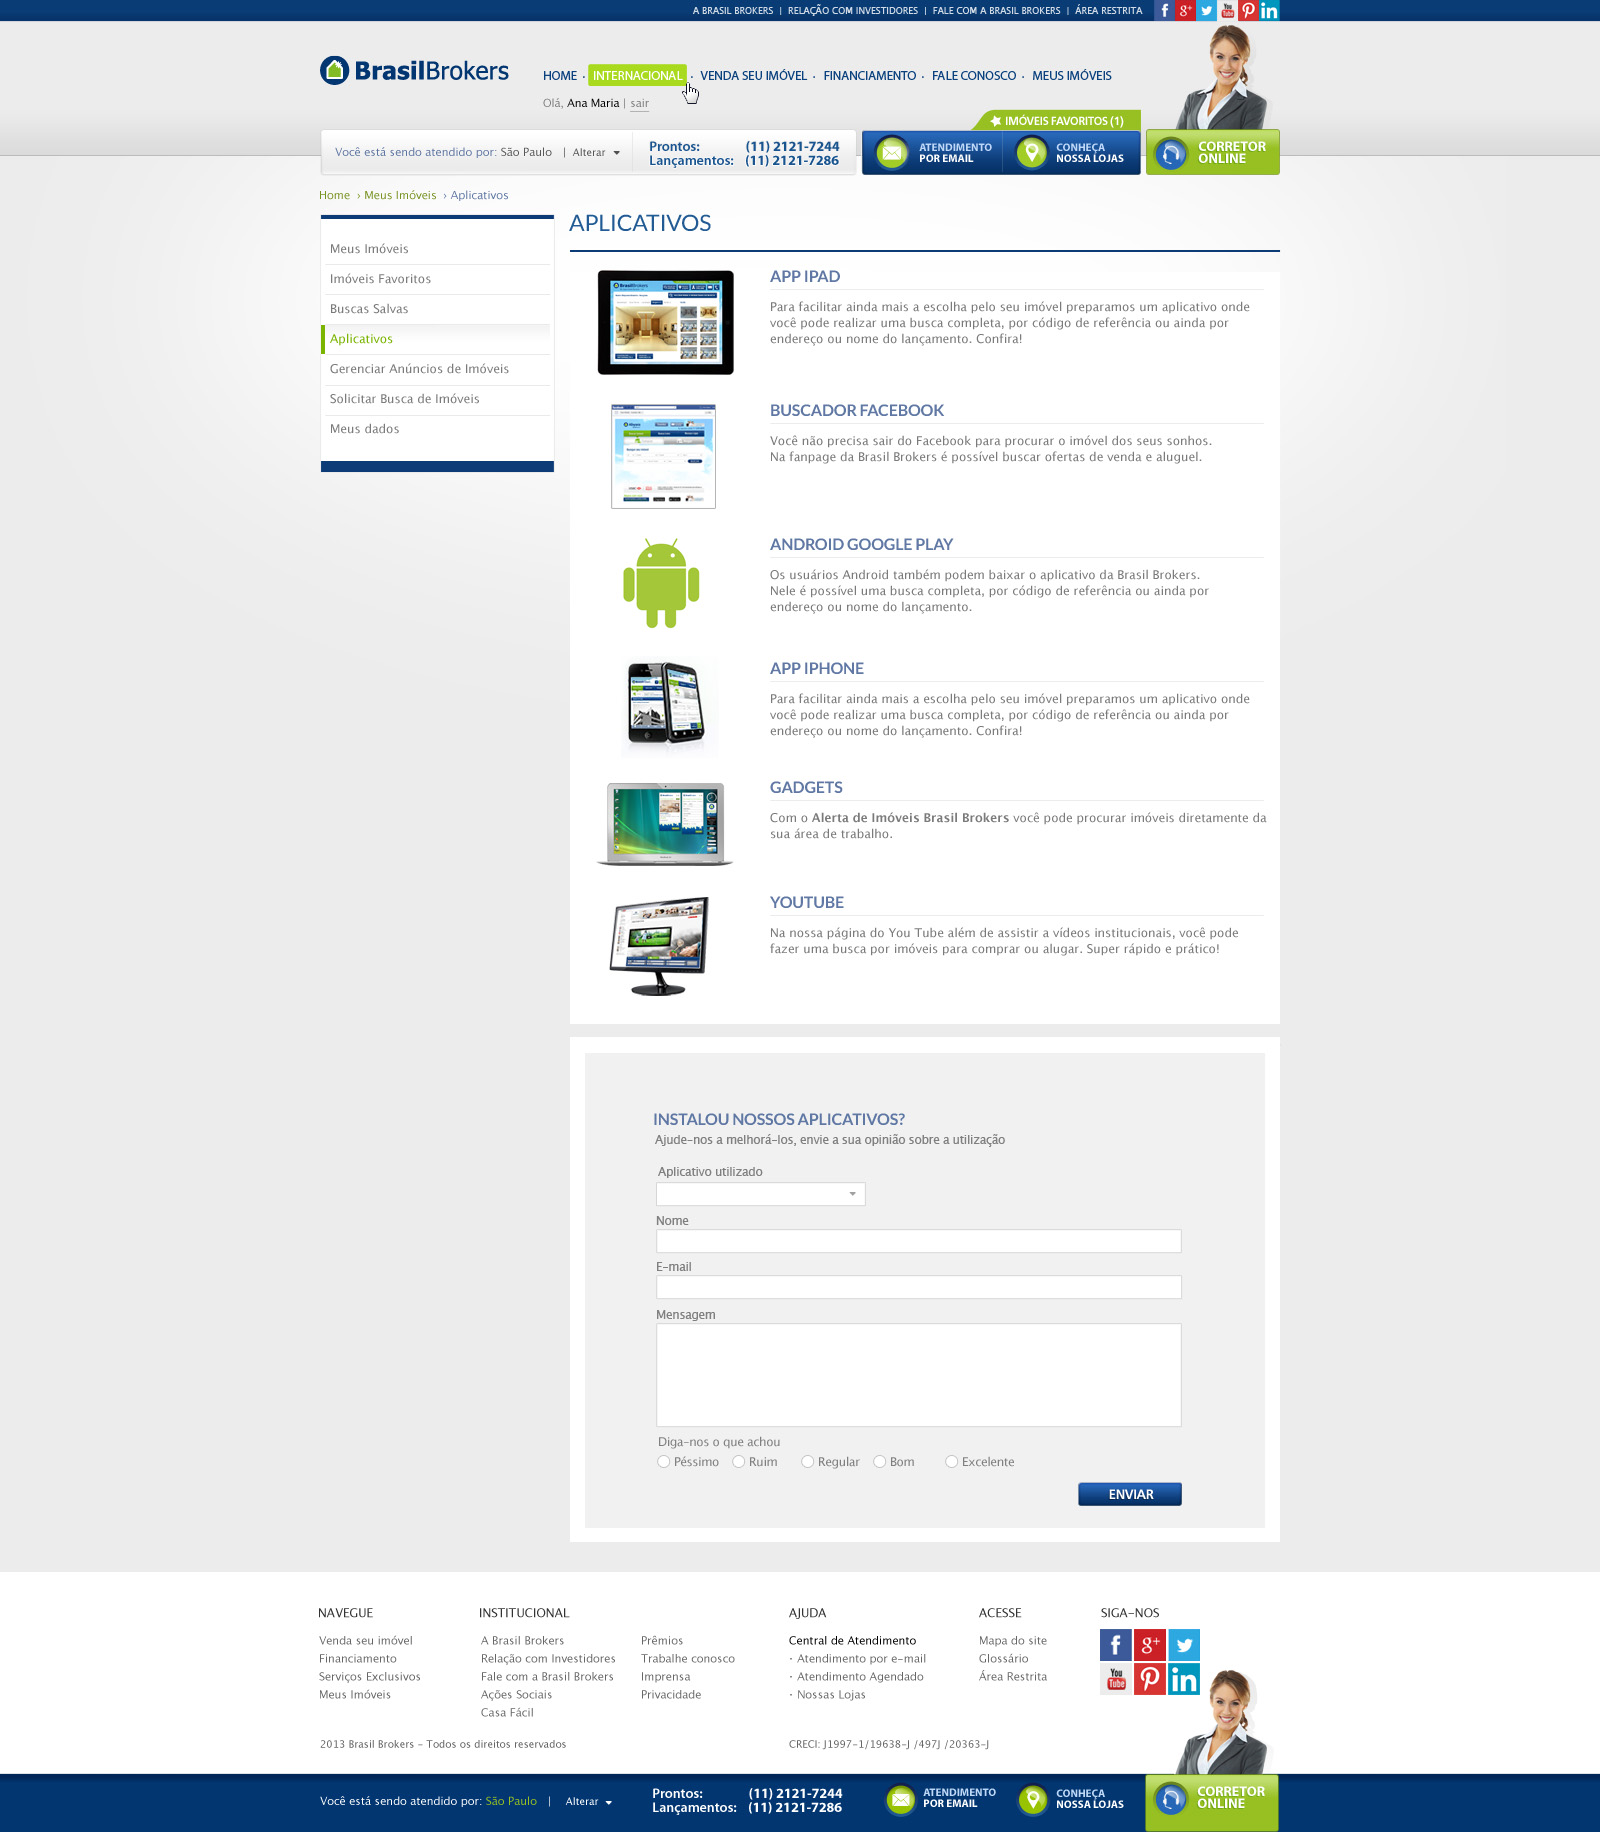 A BRASIL BROKERS | RELAÇÃO COM INVESTIDORES | FALE COM A BRASIL BROKERS | ÁREA RESTRITA
BrasilBrokers
HOME · INTERNACIONAL · VENDA SEU IMÓVEL · FINANCIAMENTO · FALE CONOSCO · MEUS IMÓVEIS
Olá, Ana Maria | sair
IMÓVEIS FAVORITOS (1)
Você está sendo atendido por: São Paulo | Alterar
Prontos: (11) 2121-7244
Lançamentos: (11) 2121-7286
ATENDIMENTO
POR EMAIL
CONHEÇA
NOSSA LOJAS
CORRETOR
ONLINE
Home › Meus Imóveis › Aplicativos
Meus Imóveis
Imóveis Favoritos
Buscas Salvas
Aplicativos
Gerenciar Anúncios de Imóveis
Solicitar Busca de Imóveis
Meus dados
APLICATIVOS
BrasilBrokers
APP IPAD
Para facilitar ainda mais a escolha pelo seu imóvel preparamos um aplicativo onde
você pode realizar uma busca completa, por código de referência ou ainda por
endereço ou nome do lançamento. Confira!
BUSCADOR FACEBOOK
Você não precisa sair do Facebook para procurar o imóvel dos seus sonhos.
Na fanpage da Brasil Brokers é possível buscar ofertas de venda e aluguel.
ANDROID GOOGLE PLAY
Os usuários Android também podem baixar o aplicativo da Brasil Brokers.
Nele é possível uma busca completa, por código de referência ou ainda por
endereço ou nome do lançamento.
APP IPHONE
Para facilitar ainda mais a escolha pelo seu imóvel preparamos um aplicativo onde
você pode realizar uma busca completa, por código de referência ou ainda por
endereço ou nome do lançamento. Confira!
GADGETS
Com o Alerta de Imóveis Brasil Brokers você pode procurar imóveis diretamente da
sua área de trabalho.
YOUTUBE
Na nossa página do You Tube além de assistir a vídeos institucionais, você pode
fazer uma busca por imóveis para comprar ou alugar. Super rápido e prático!
INSTALOU NOSSOS APLICATIVOS?
Ajude-nos a melhorá-los, envie a sua opinião sobre a utilização
Aplicativo utilizado
Nome
E-mail
Mensagem
Diga-nos o que achou
Péssimo Ruim Regular Bom Excelente
ENVIAR
NAVEGUE
Venda seu imóvel
Financiamento
Serviços Exclusivos
Meus Imóveis
INSTITUCIONAL
A Brasil Brokers
Relação com Investidores
Fale com a Brasil Brokers
Ações Sociais
Casa Fácil
Prêmios
Trabalhe conosco
Imprensa
Privacidade
AJUDA
Central de Atendimento
· Atendimento por e-mail
· Atendimento Agendado
· Nossas Lojas
ACESSE
Mapa do site
Glossário
Área Restrita
SIGA-NOS
You
Tube
2013 Brasil Brokers - Todos os direitos reservados
CRECI: J1997-1/19638-J /497J /20363-J
Você está sendo atendido por: São Paulo | Alterar
Prontos: (11) 2121-7244
Lançamentos: (11) 2121-7286
ATENDIMENTO
POR EMAIL
CONHEÇA
NOSSA LOJAS
CORRETOR
ONLINE